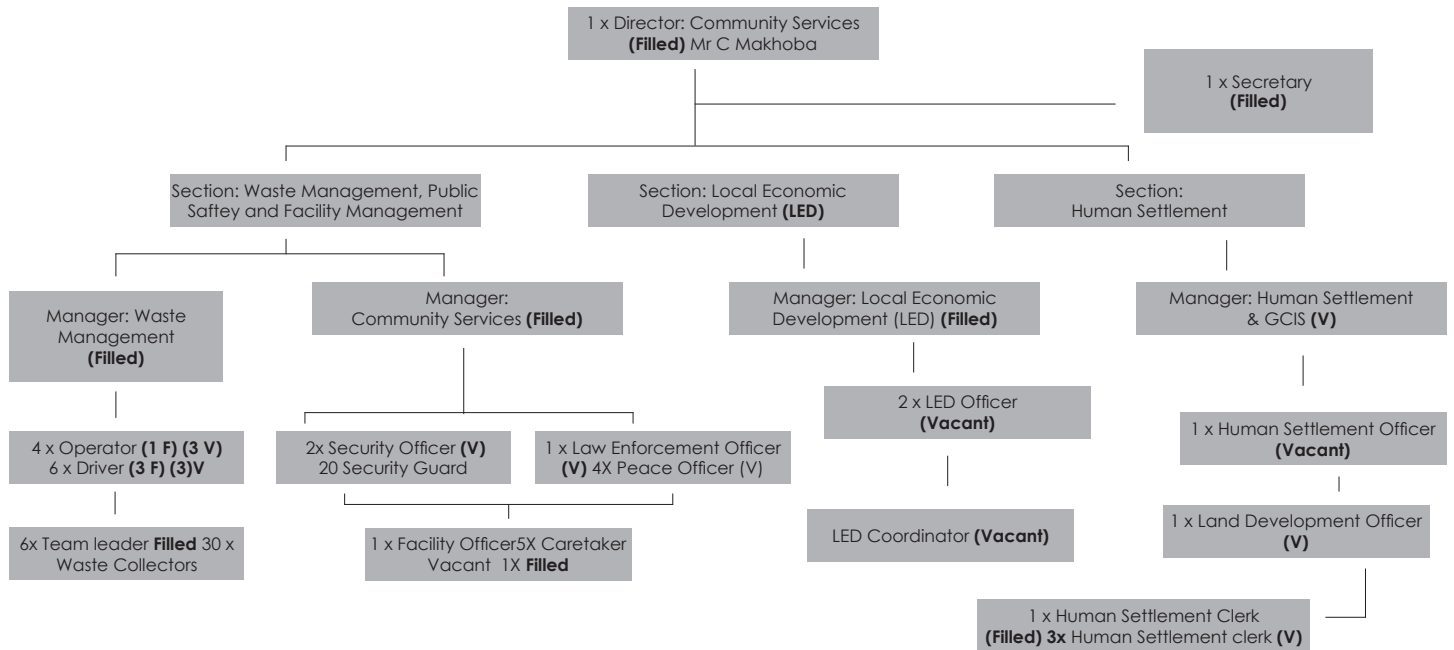 1 x Director: Community Services
(Filled) Mr C Makhoba
1 x Secretary
(Filled)
Section: Waste Management, Public
Saftey and Facility Management
Section: Local Economic
Development (LED)
Section:
Human Settlement
Manager: Waste
Management
(Filled)
Manager:
Community Services (Filled)
Manager: Local Economic
Development (LED) (Filled)
Manager: Human Settlement
& GCIS (V)
4 x Operator (1 F) (3 V)
6 x Driver (3 F) (3)V
2x Security Officer (V)
20 Security Guard
1 x Law Enforcement Officer
(V) 4X Peace Officer (V)
2 x LED Officer
(Vacant)
1 x Human Settlement Officer
(Vacant)
6x Team leader Filled 30 x
Waste Collectors
1 x Facility Officer5X Caretaker
Vacant 1X Filled
LED Coordinator (Vacant)
1 x Land Development Officer
(V)
1 x Human Settlement Clerk
(Filled) 3x Human Settlement clerk (V)